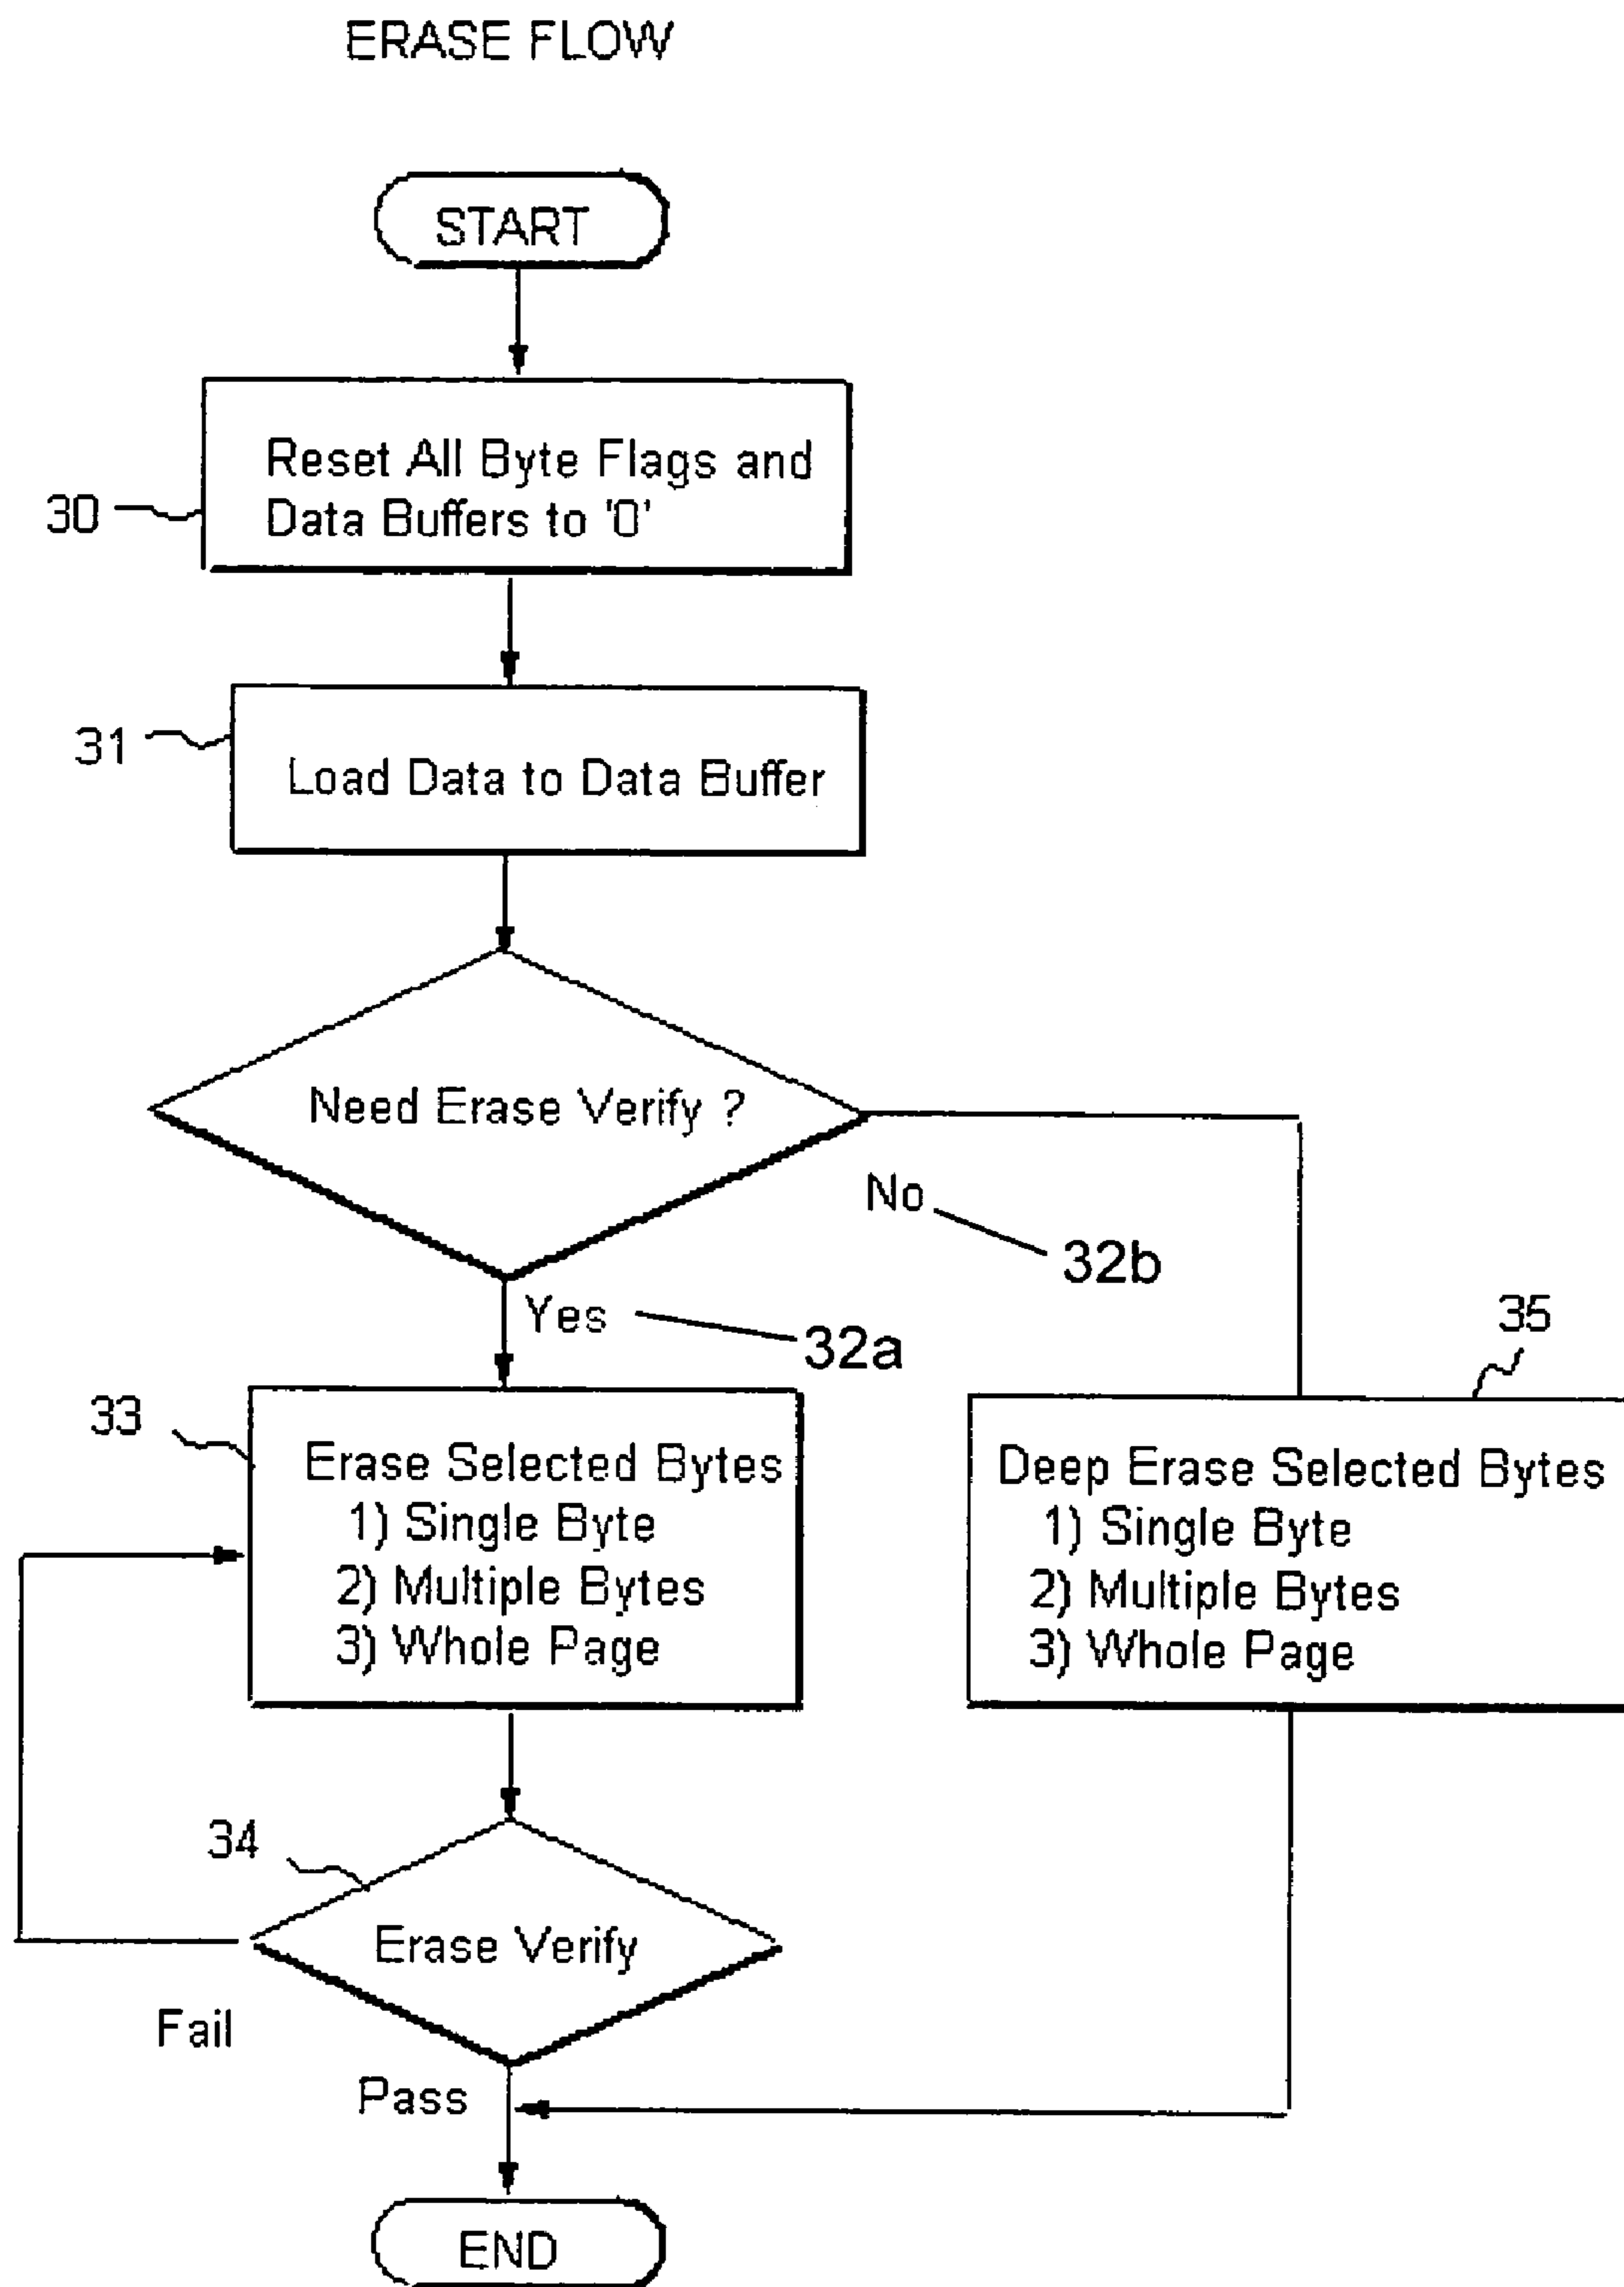 ERASE FLOW
START
30
Reset All Byte Flags and
Data Buffers to '0'
31
Load Data to Data Buffer
Need Erase Verify ?
No
32b
Yes
32a
33
Erase Selected Bytes
1) Single Byte
2) Multiple Bytes
3) Whole Page
35
Deep Erase Selected Bytes
1) Single Byte
2) Multiple Bytes
3) Whole Page
34
Erase Verify
Fail
Pass
END